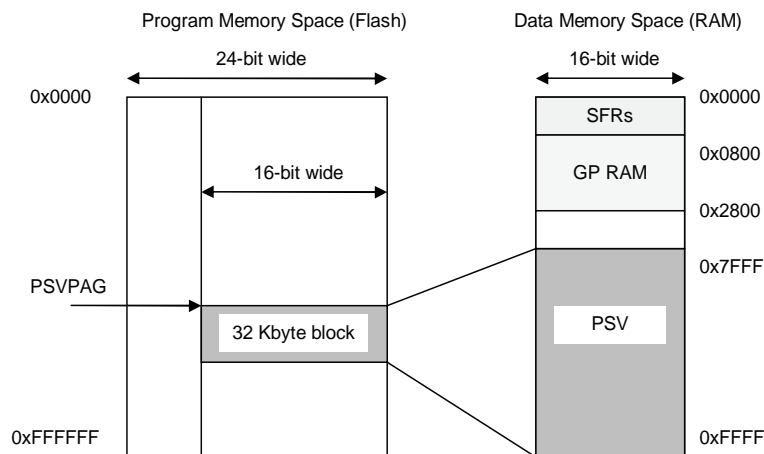 Program Memory Space (Flash)
Data Memory Space (RAM)
24-bit wide
16-bit wide
0x0000
0x0000
SFRs
0x0800
16-bit wide
GP RAM
0x2800
0x7FFF
PSVPAG
32 Kbyte block
PSV
0xFFFFFF
0xFFFF